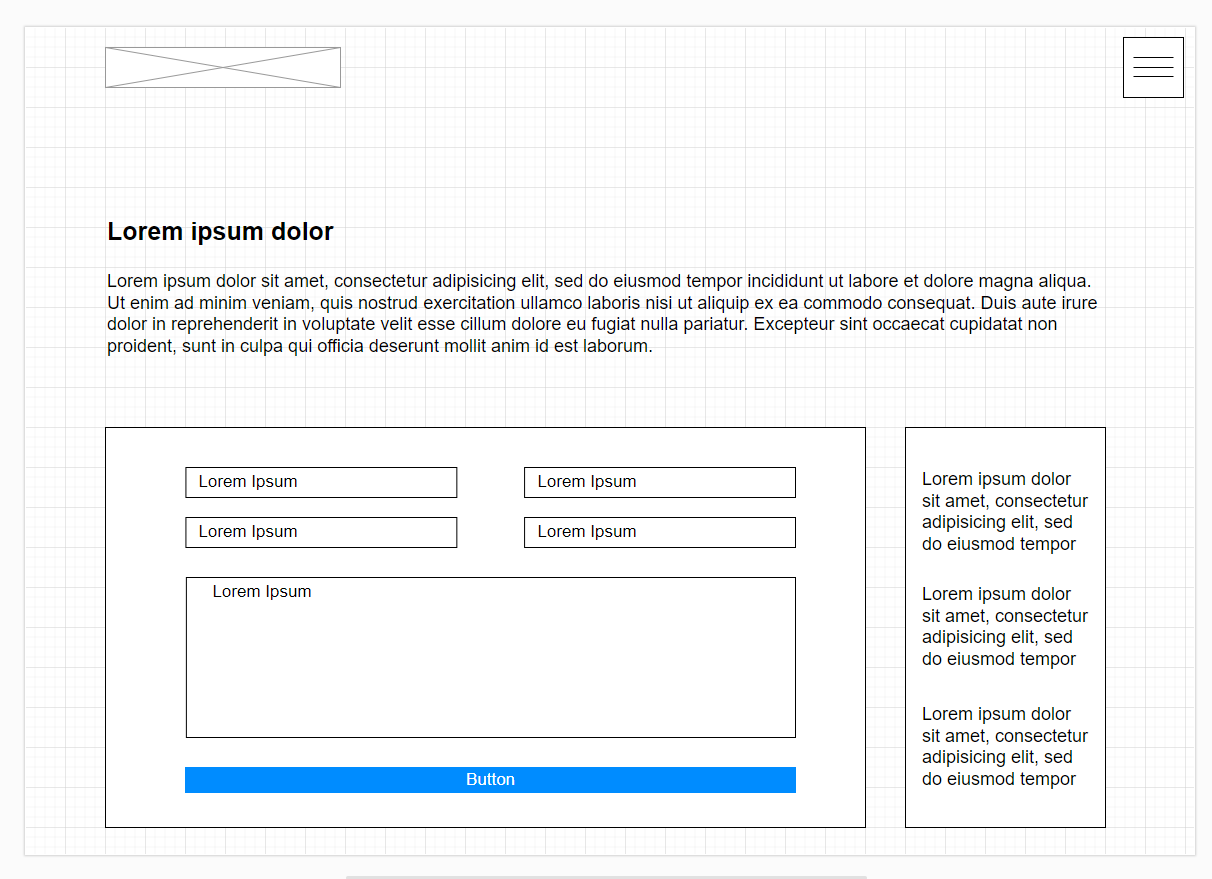 Lorem ipsum dolor
Lorem ipsum dolor sit amet, consectetur adipisicing elit, sed do eiusmod tempor incididunt ut labore et dolore magna aliqua.
Ut enim ad minim veniam, quis nostrud exercitation ullamco laboris nisi ut aliquip ex ea commodo consequat. Duis aute irure
dolor in reprehenderit in voluptate velit esse cillum dolore eu fugiat nulla pariatur. Excepteur sint occaecat cupidatat non
proident, sunt in culpa qui officia deserunt mollit anim id est laborum.
Lorem Ipsum
Lorem Ipsum
Lorem Ipsum
Lorem Ipsum
Lorem Ipsum
Button
Lorem ipsum dolor
sit amet, consectetur
adipisicing elit, sed
do eiusmod tempor
Lorem ipsum dolor
sit amet, consectetur
adipisicing elit, sed
do eiusmod tempor
Lorem ipsum dolor
sit amet, consectetur
adipisicing elit, sed
do eiusmod tempor